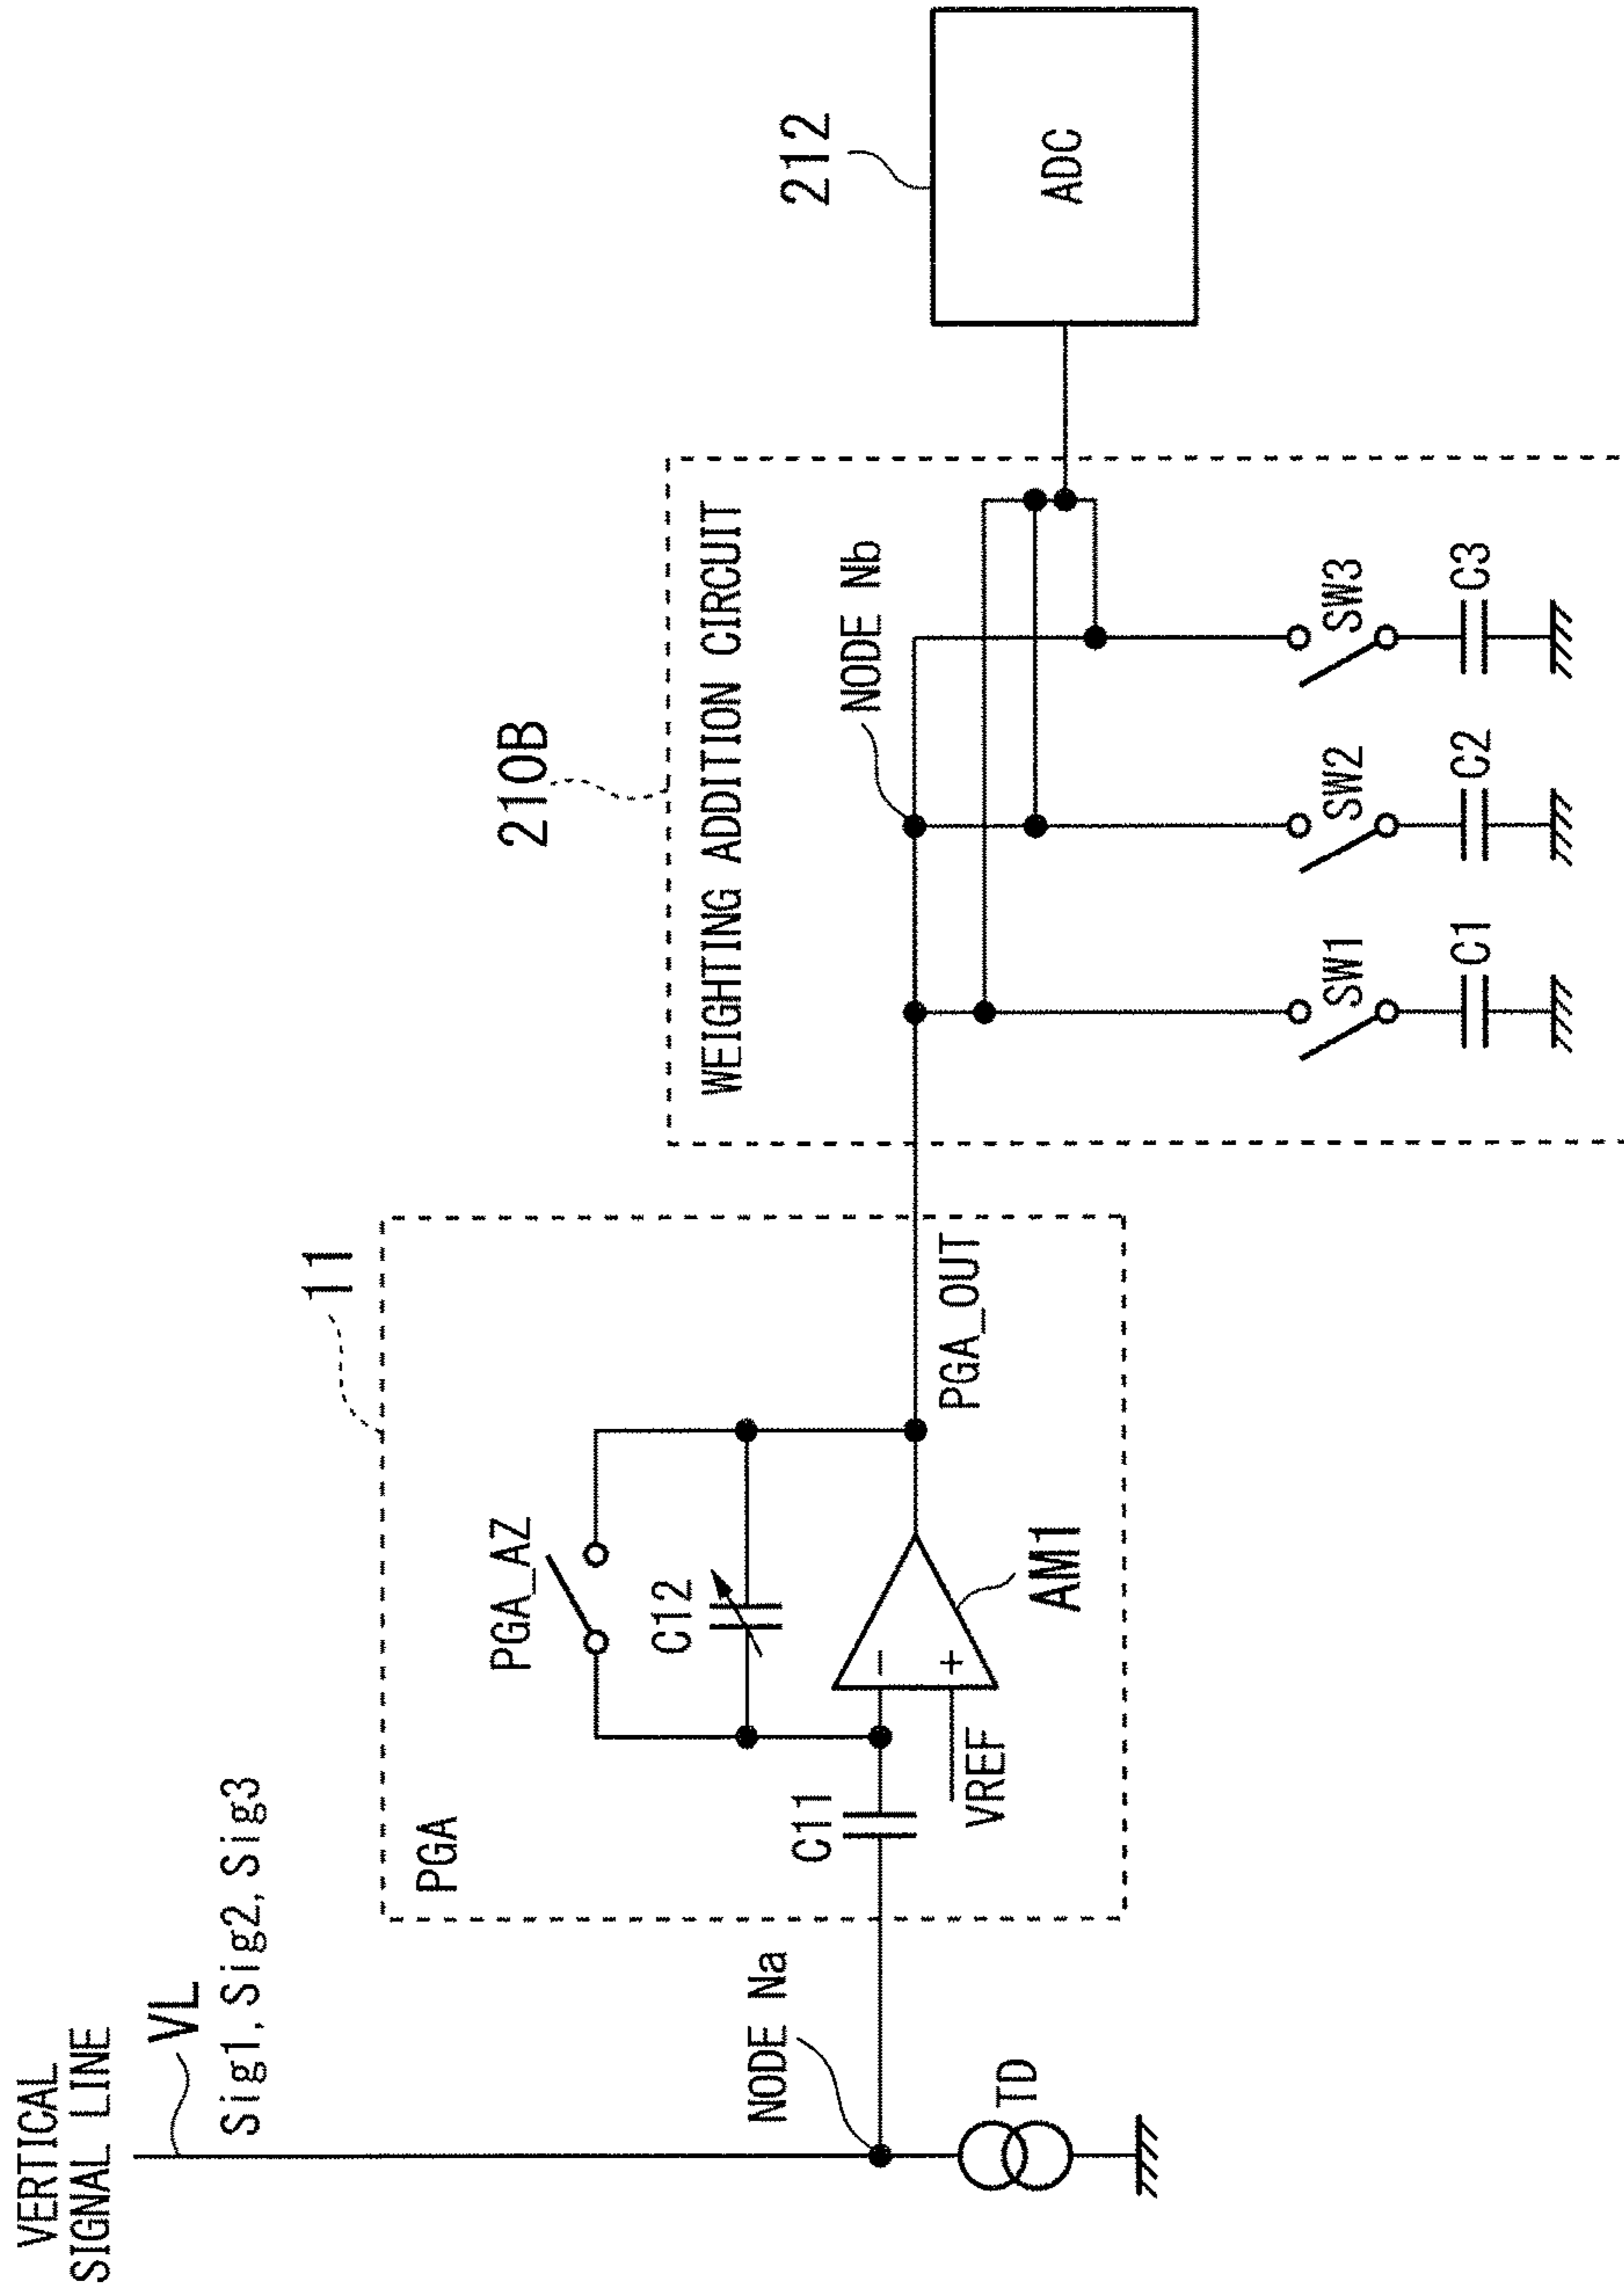 VERTICAL
SIGNAL LINE
VL
Sig1, Sig2, Sig3
NODE Na
TD
11
PGA
PGA_AZ
C12
C11
VREF
AM1
PGA_OUT
210B
WEIGHTING ADDITION CIRCUIT
NODE Nb
SW1
SW2
SW3
C1
C2
C3
212
ADC